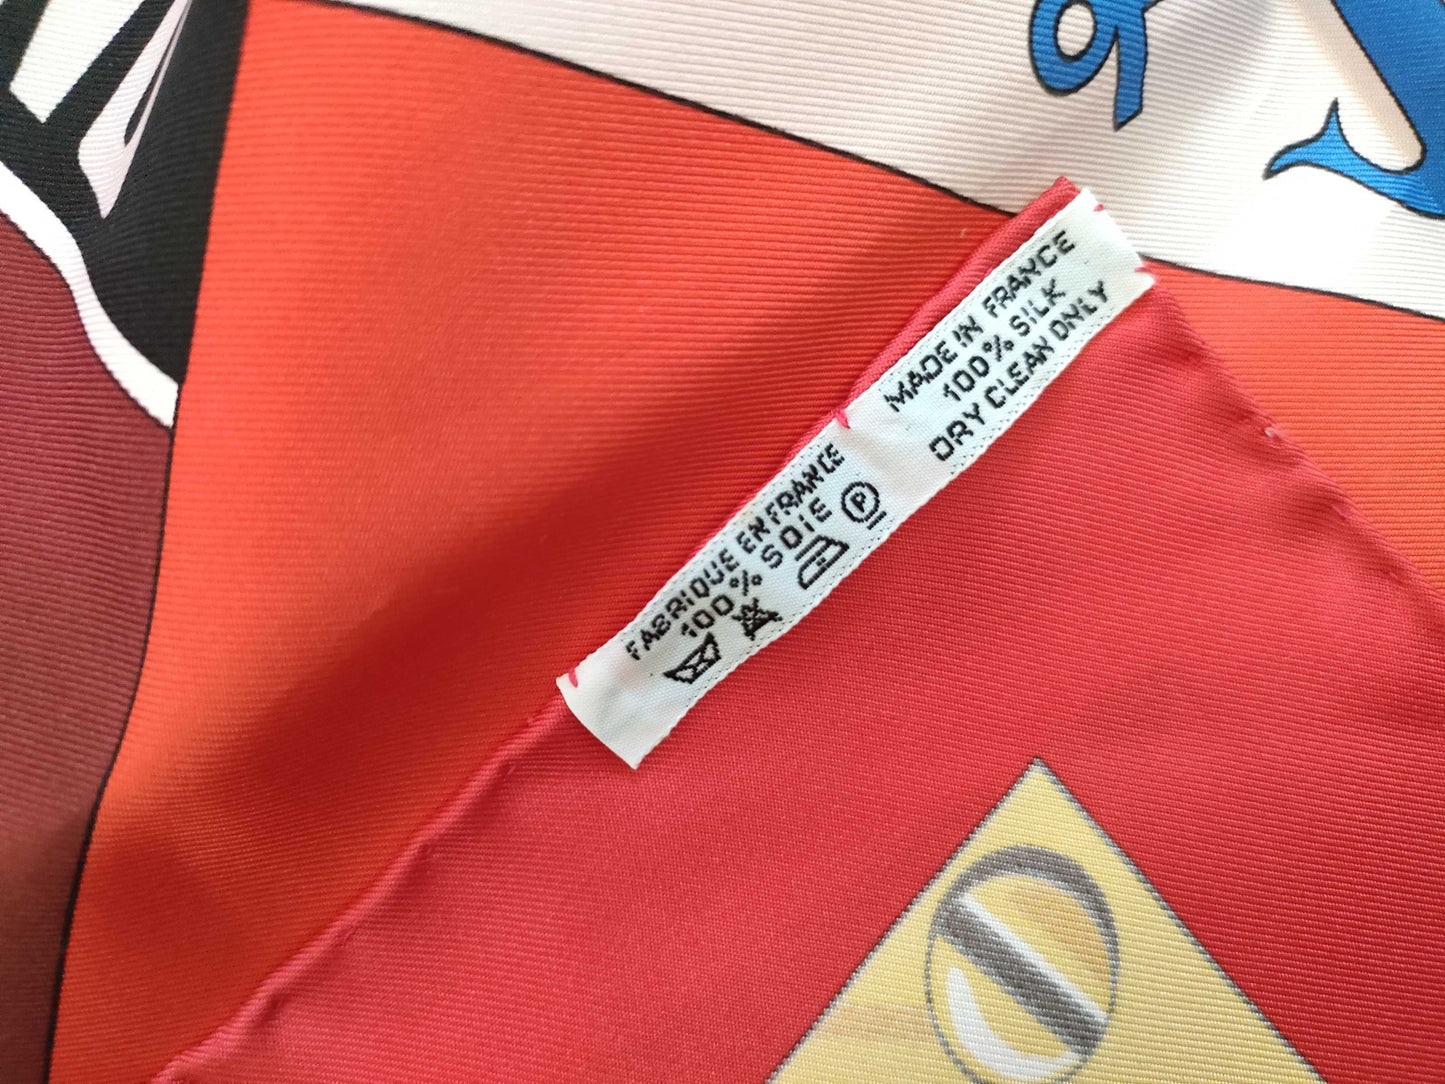 FABRIQUE EN FRANCE
100% SOIE
P
MADE IN FRANCE
100% SILK
DRY CLEAN ONLY